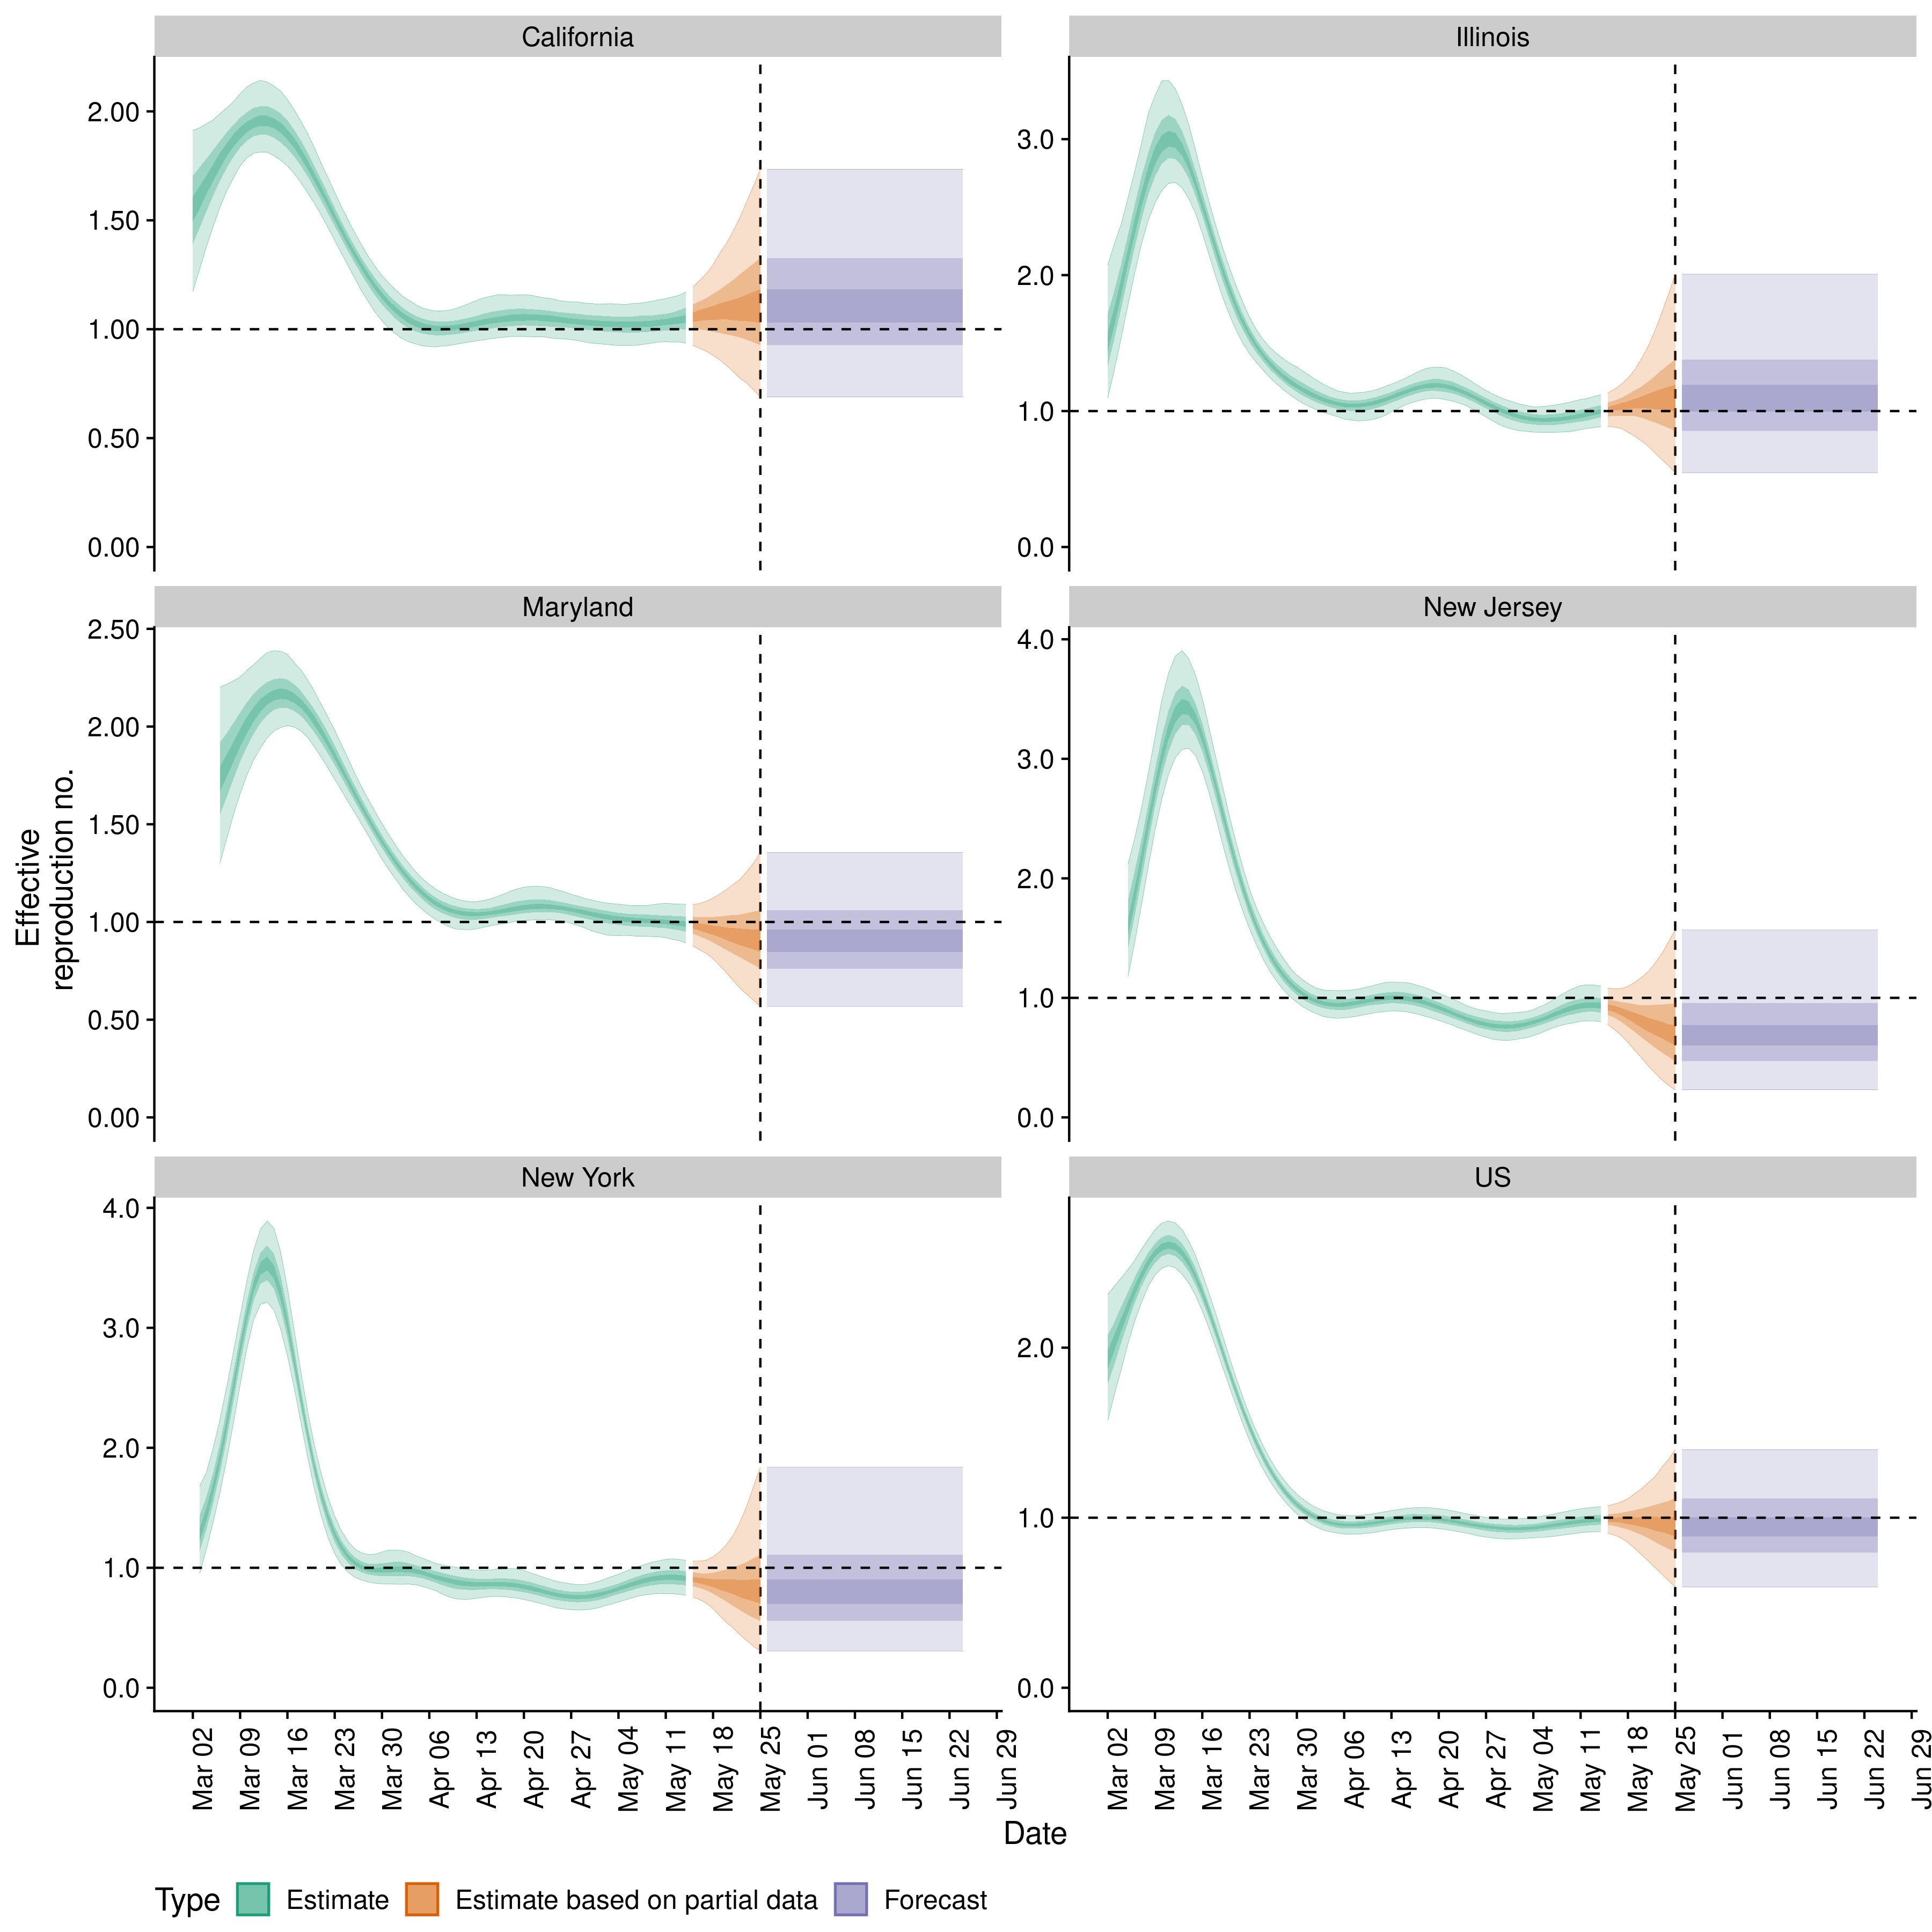 California
Illinois
2.00
1.50
1.00
0.50
0.00
3.0
2.0
1.0
0.0
Maryland
New Jersey
2.50
2.00
1.50
1.00
0.50
0.00
4.0
3.0
2.0
1.0
0.0
Effective
reproduction no.
New York
US
4.0
3.0
2.0
1.0
0.0
2.0
1.0
0.0
Mar 02
Mar 09
Mar 16
Mar 23
Mar 30
Apr 06
Apr 13
Apr 20
Apr 27
May 04
May 11
May 18
May 25
Jun 01
Jun 08
Jun 15
Jun 22
Jun 29
Mar 02
Mar 09
Mar 16
Mar 23
Mar 30
Apr 06
Apr 13
Apr 20
Apr 27
May 04
May 11
May 18
May 25
Jun 01
Jun 08
Jun 15
Jun 22
Jun 29
Date
Type Estimate Estimate based on partial data Forecast